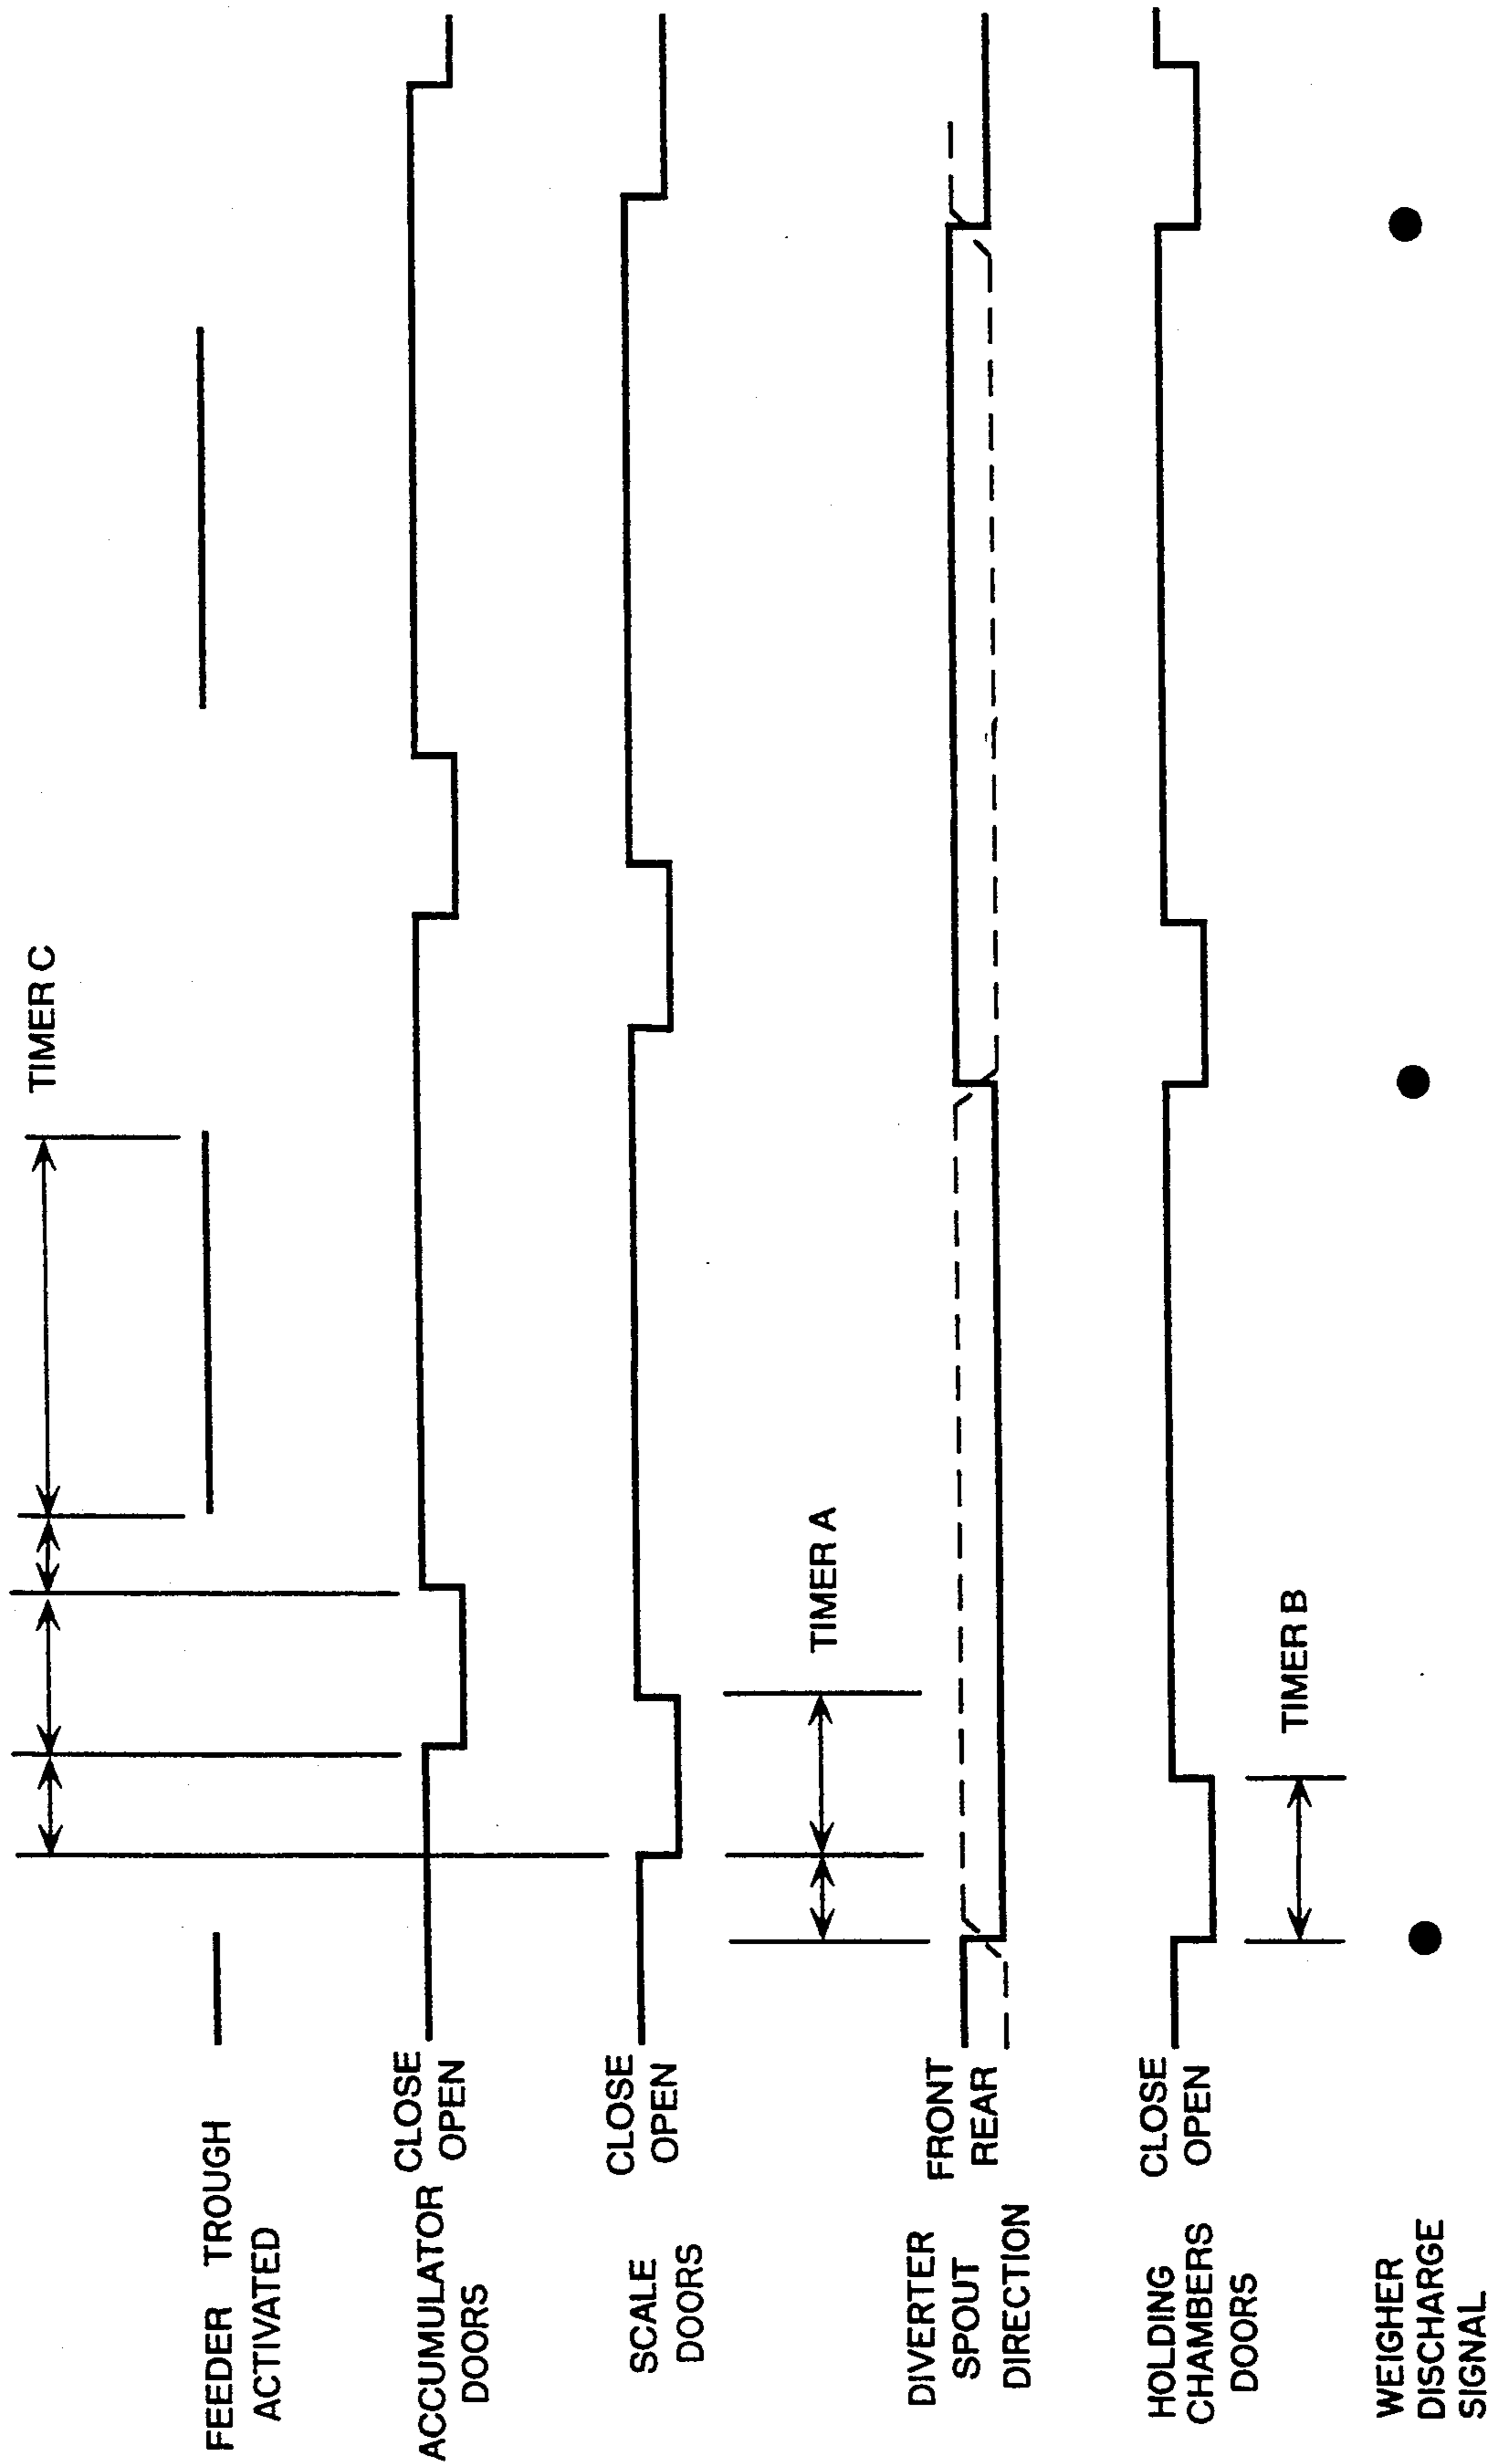 TIMER C
FEEDER TROUGH
ACTIVATED
ACCUMULATOR
DOORS
CLOSE
OPEN
SCALE
DOORS
CLOSE
OPEN
TIMER A
DIVERTER
SPOUT
DIRECTION
FRONT
REAR
HOLDING
CHAMBERS
DOORS
CLOSE
OPEN
TIMER B
WEIGHER
DISCHARGE
SIGNAL